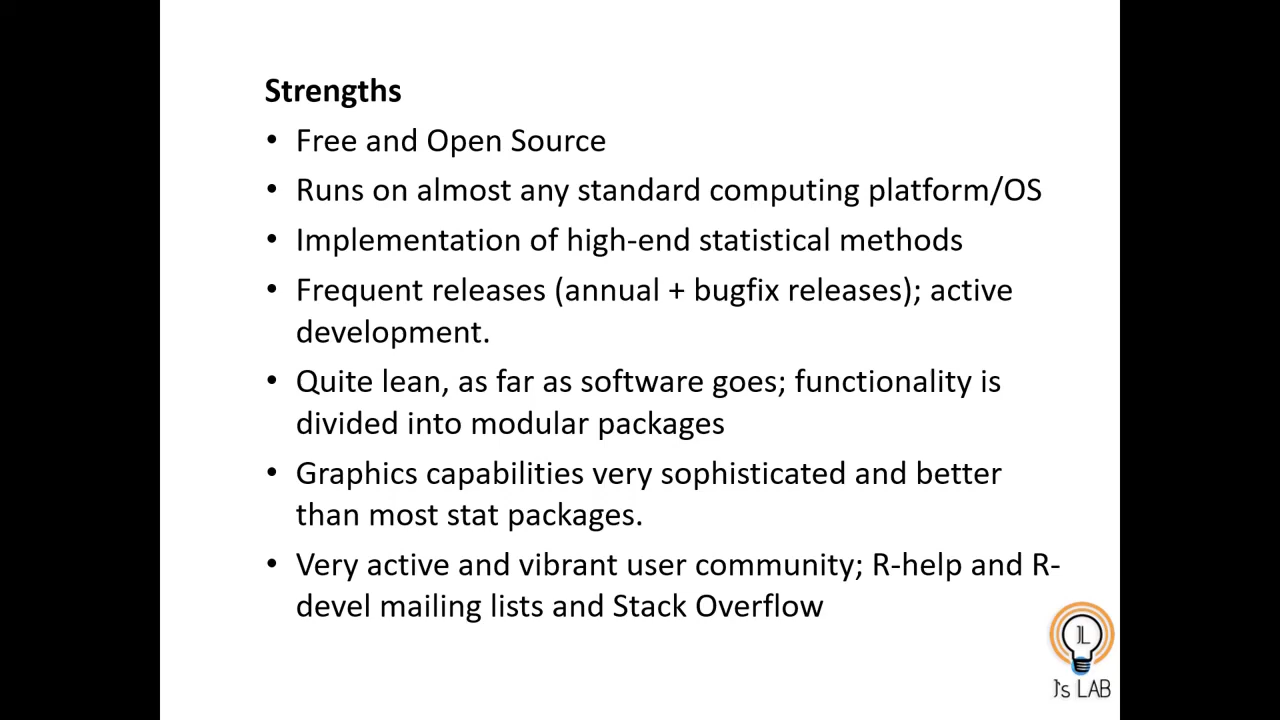 Strengths
• Free and Open Source
• Runs on almost any standard computing platform/OS
• Implementation of high-end statistical methods
• Frequent releases (annual + bugfix releases); active
development.
• Quite lean, as far as software goes; functionality is
divided into modular packages
• Graphics capabilities very sophisticated and better
than most stat packages.
• Very active and vibrant user community; R-help and R-
devel mailing lists and Stack Overflow
JL
J's LAB